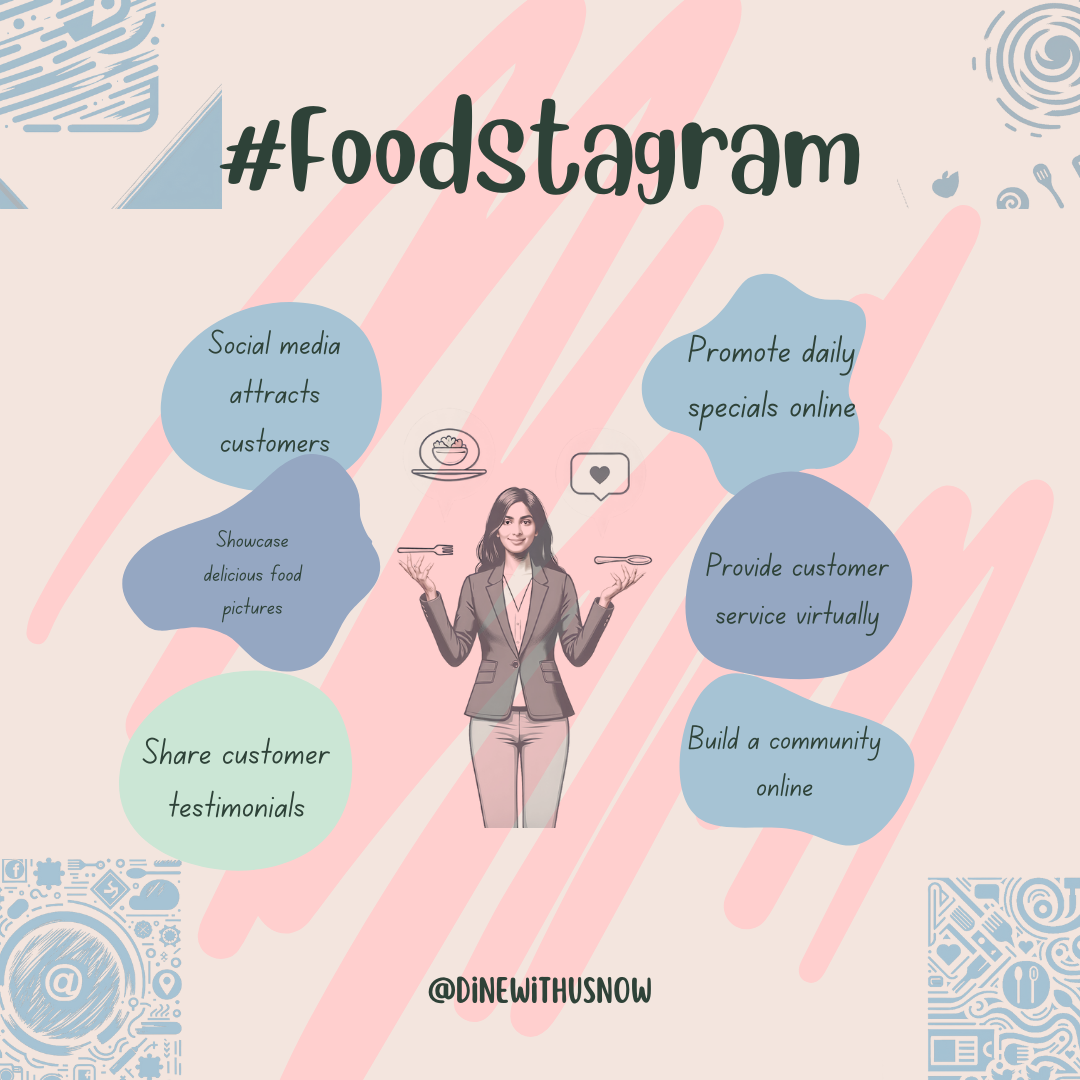 #Foodstagram
Social media
attracts
customers
Showcase
delicious food
pictures
Share customer
testimonials
Promote daily
specials online
Provide customer
service virtually
Build a community
online
@
@DINEWITHUSNOW